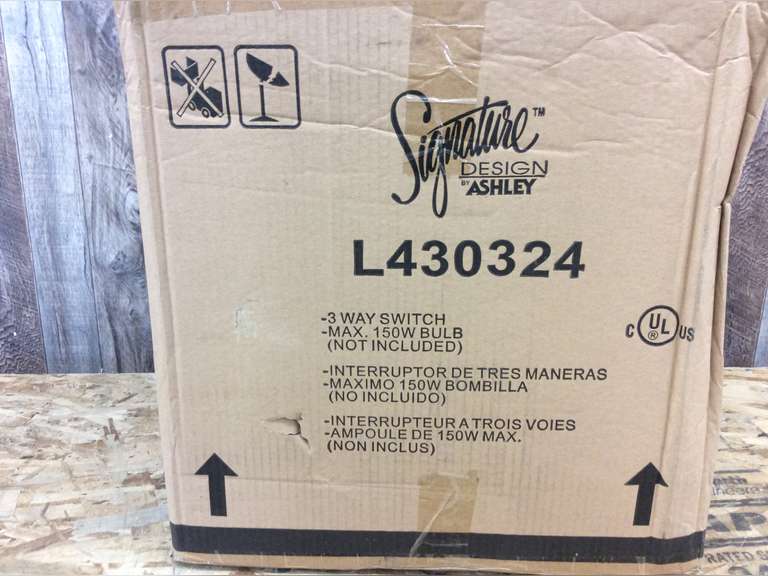 Signature™
DESIGN
BY ASHLEY
L430324
-3 WAY SWITCH
-MAX. 150W BULB
(NOT INCLUDED)
C UL® US
-INTERRUPTOR DE TRES MANERAS
-MAXIMO 150W BOMBILLA
(NO INCLUIDO)
-INTERRUPTEUR A TROIS VOIES
-AMPOULE DE 150W MAX.
(NON INCLUS)
RATED S